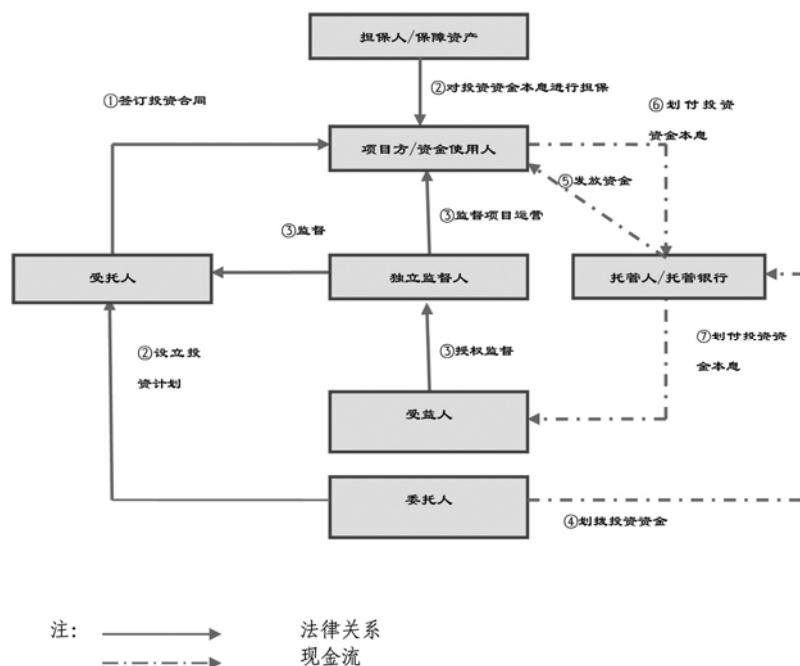 担保人/保障资产
①签订投资合同
②对投资资金本息进行担保
⑥划付投资
资金本息
项目方/资金使用人
⑤发放资金
③监督
③监督项目运营
受托人
独立监督人
托管人/托管银行
②设立投
资计划
③授权监督
⑦划付投资资
金本息
受益人
委托人
④划拨投资资金
注:
法律关系
现金流